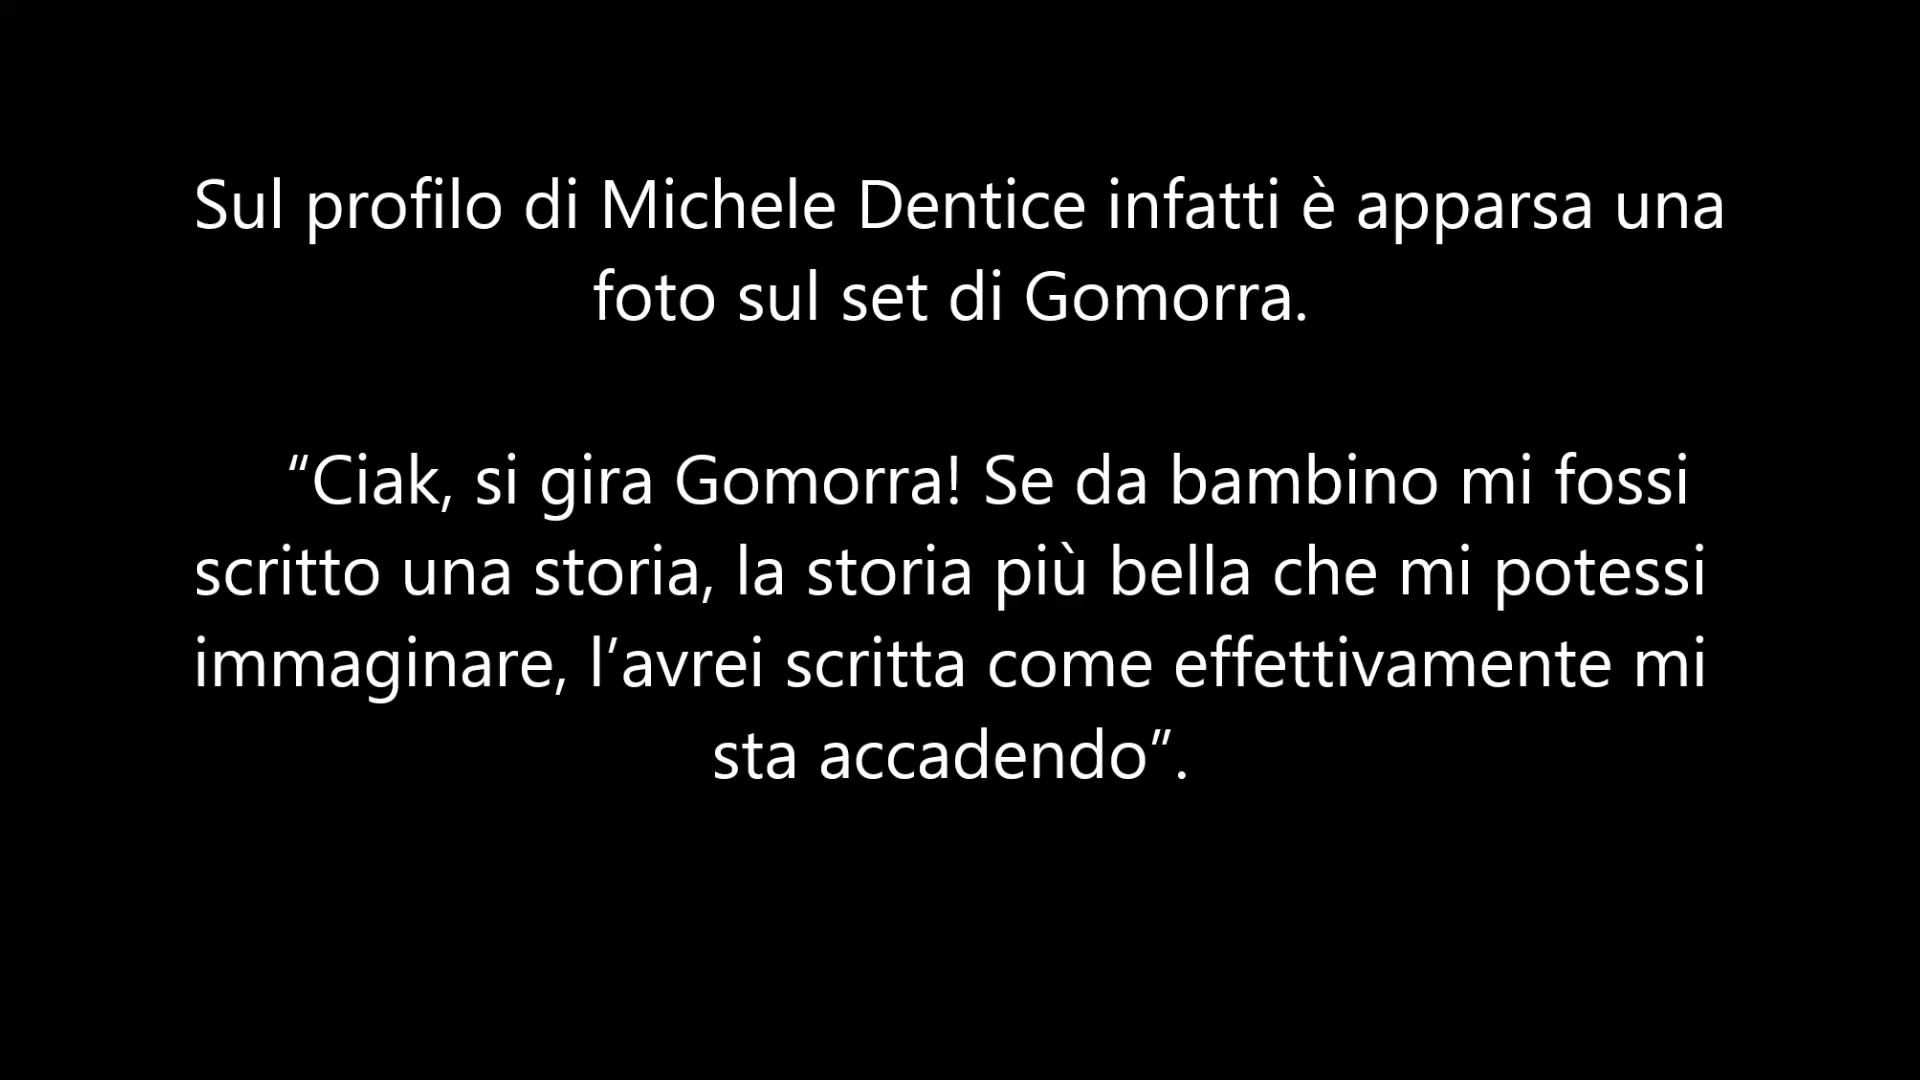 Sul profilo di Michele Dentice infatti è apparsa una
foto sul set di Gomorra.
“Ciak, si gira Gomorra! Se da bambino mi fossi
scritto una storia, la storia più bella che mi potessi
immaginare, l’avrei scritta come effettivamente mi
sta accadendo”.